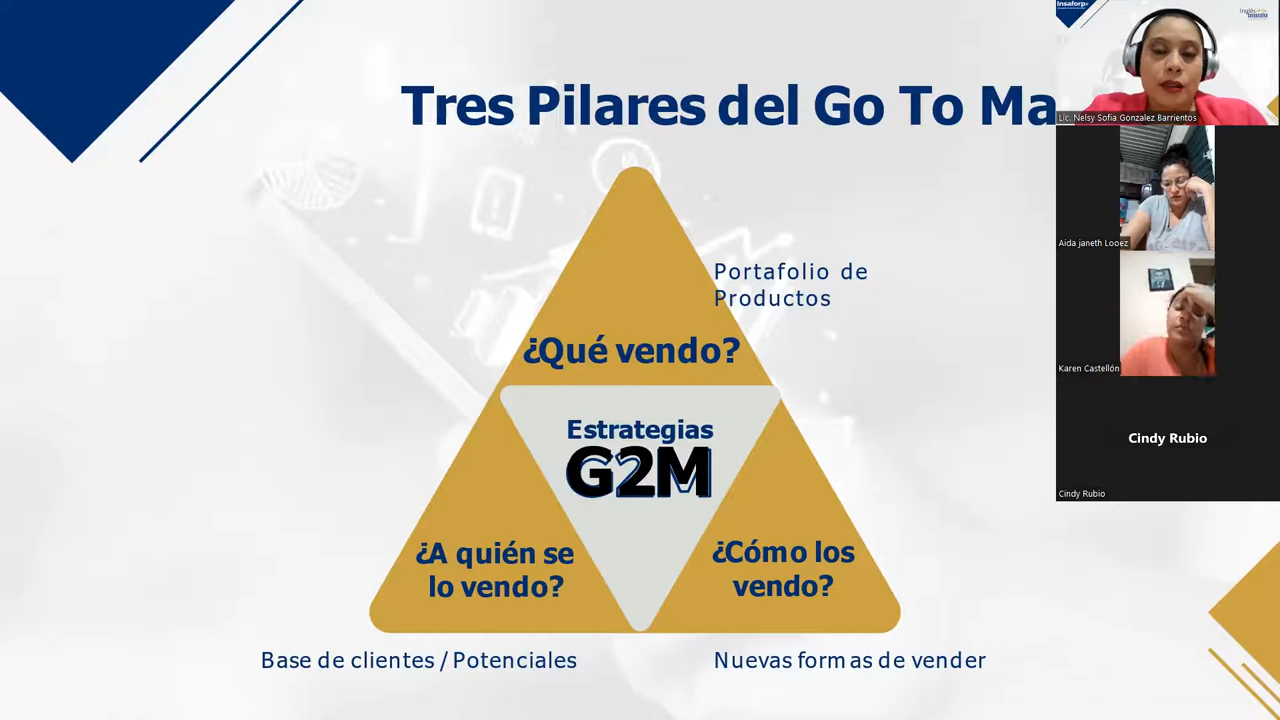 Tres Pilares del Go To Ma
Portafolio de
Productos
¿Qué vendo?
Estrategias
G2M
¿A quién se
lo vendo?
¿Cómo los
vendo?
Base de clientes / Potenciales
Nuevas formas de vender
Insaforp
Lic. Nelsy Sofia Gonzalez Barrientos
Aida janeth Looez
Karen Castellón
Cindy Rubio
Cindy Rubio